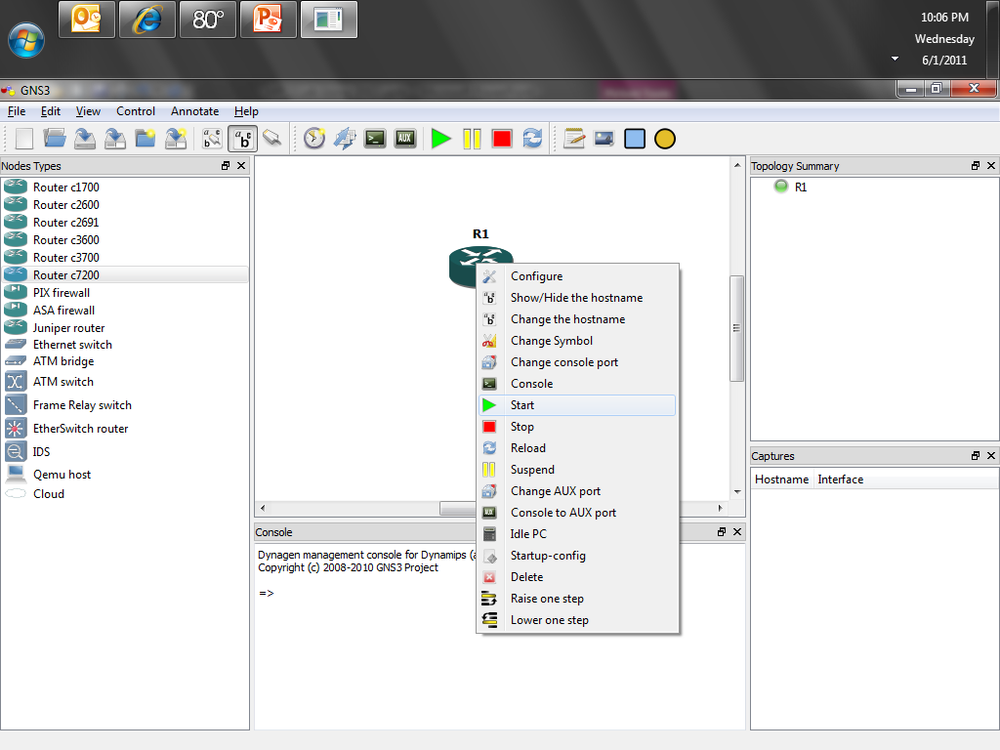 80°
10:06 PM
Wednesday
6/1/2011
GNS3
File Edit View Control Annotate Help
AUX
Nodes Types
Router c1700
Router c2600
Router c2691
Router c3600
Router c3700
Router c7200
PIX firewall
ASA firewall
Juniper router
Ethernet switch
ATM bridge
ATM switch
Frame Relay switch
EtherSwitch router
IDS
Qemu host
Cloud
R1
Configure
Show/Hide the hostname
Change the hostname
Change Symbol
Change console port
Console
Start
Stop
Reload
Suspend
Change AUX port
Console to AUX port
Idle PC
Startup-config
Delete
Raise one step
Lower one step
Console
Dynagen management console for Dynamips (a
Copyright (c) 2008-2010 GNS3 Project
=>
Topology Summary
R1
Captures
Hostname Interface